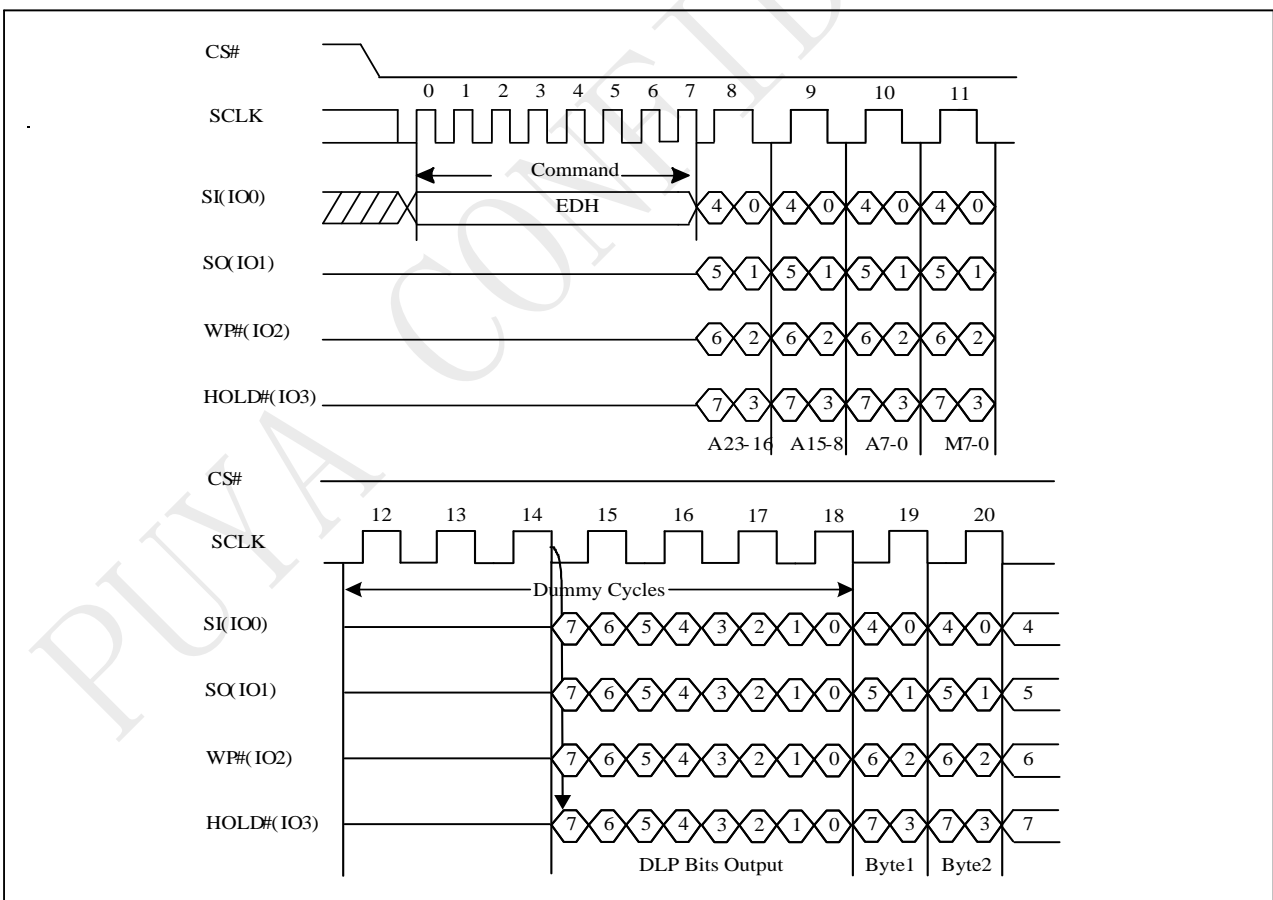 PUYA CONFID
CS#
0 1 2 3 4 5 6 7 8 9 10 11
SCLK
Command
SI(IO0) EDH 4 0 4 0 4 0 4 0
SO(IO1) 5 1 5 1 5 1 5 1
WP#(IO2) 6 2 6 2 6 2 6 2
HOLD#(IO3) 7 3 7 3 7 3 7 3
A23-16 A15-8 A7-0 M7-0
CS#
12 13 14 15 16 17 18 19 20
SCLK
Dummy Cycles
SI(IO0) 7 6 5 4 3 2 1 0 4 0 4 0 4
SO(IO1) 7 6 5 4 3 2 1 0 5 1 5 1 5
WP#(IO2) 7 6 5 4 3 2 1 0 6 2 6 2 6
HOLD#(IO3) 7 6 5 4 3 2 1 0 7 3 7 3 7
DLP Bits Output Byte1 Byte2